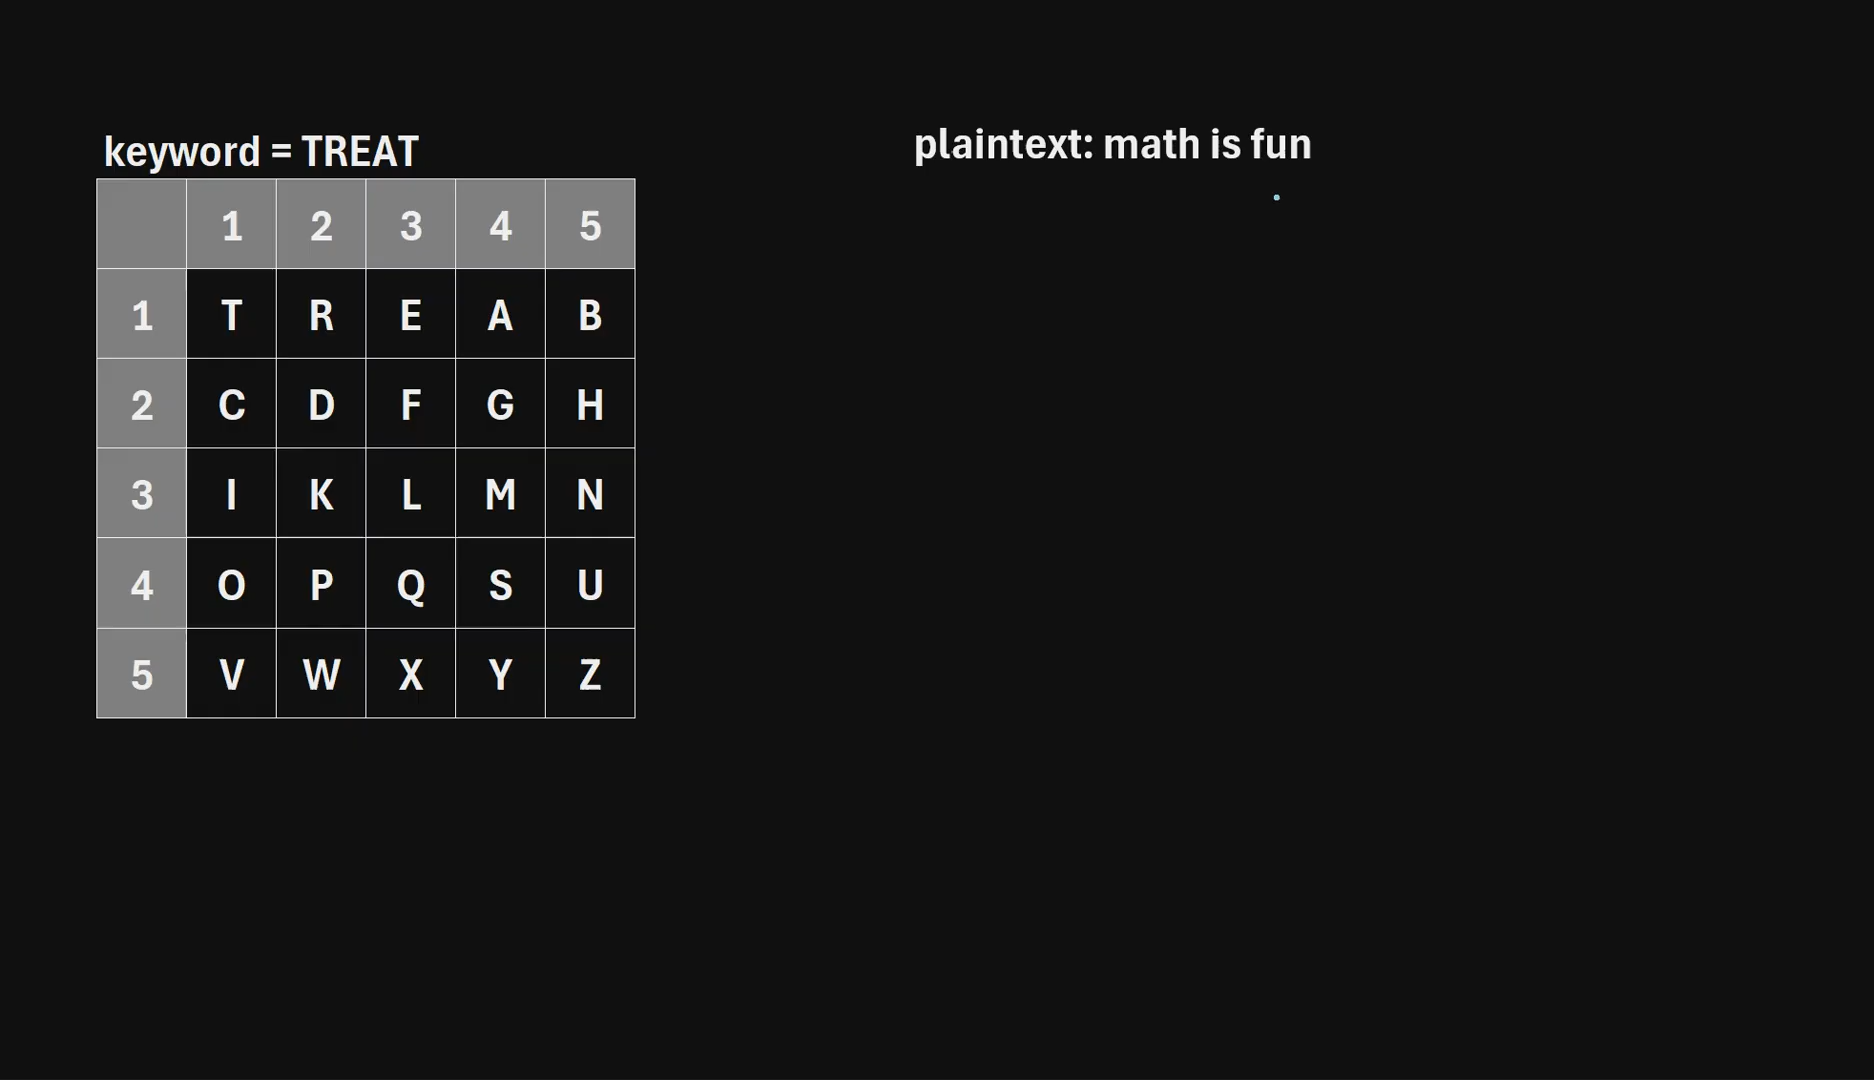 keyword = TREAT
1 2 3 4 5
1 T R E A B
2 C D F G H
3 I K L M N
4 O P Q S U
5 V W X Y Z
plaintext: math is fun